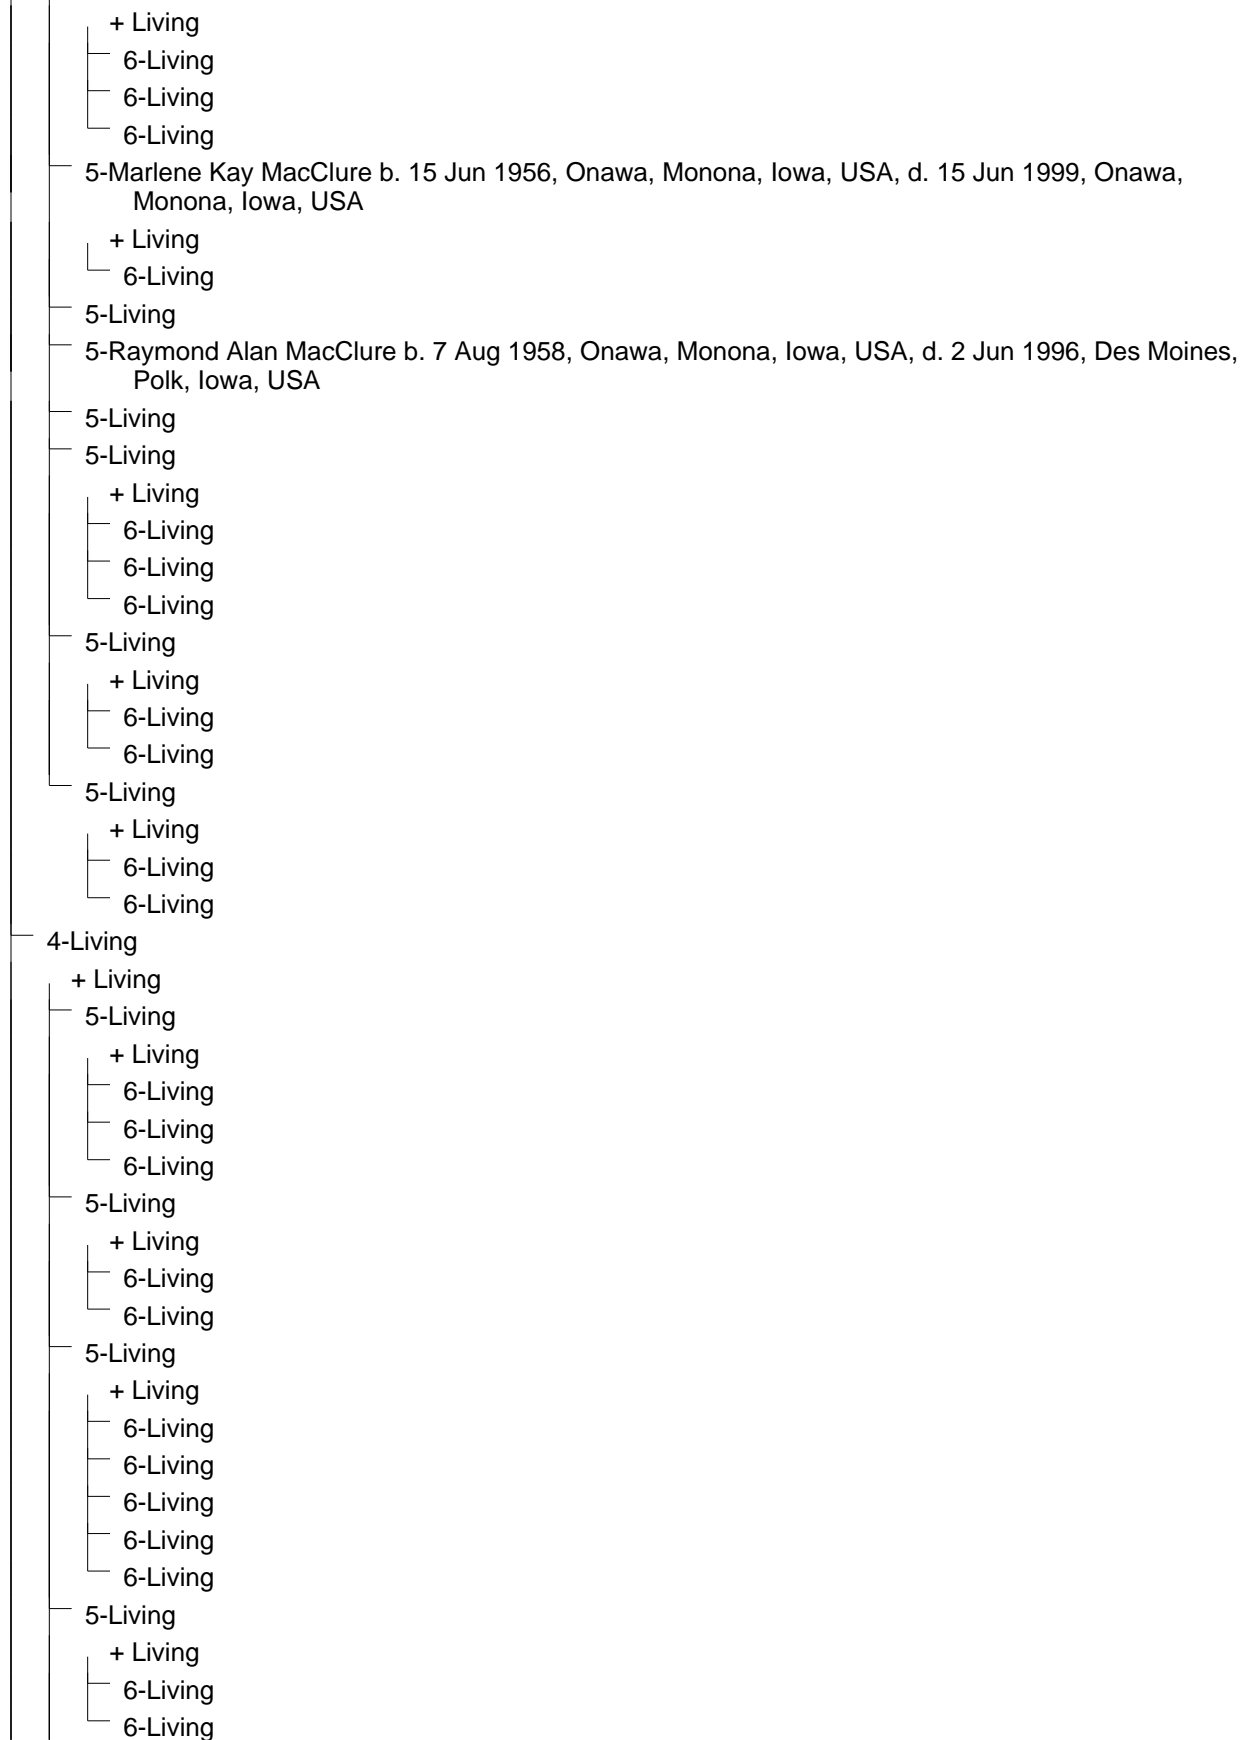 + Living
6-Living
6-Living
6-Living
5-Marlene Kay MacClure b. 15 Jun 1956, Onawa, Monona, Iowa, USA, d. 15 Jun 1999, Onawa,
Monona, Iowa, USA
+ Living
6-Living
5-Living
5-Raymond Alan MacClure b. 7 Aug 1958, Onawa, Monona, Iowa, USA, d. 2 Jun 1996, Des Moines,
Polk, Iowa, USA
5-Living
5-Living
+ Living
6-Living
6-Living
6-Living
5-Living
+ Living
6-Living
6-Living
5-Living
+ Living
6-Living
6-Living
4-Living
+ Living
5-Living
+ Living
6-Living
6-Living
6-Living
5-Living
+ Living
6-Living
6-Living
5-Living
+ Living
6-Living
6-Living
6-Living
6-Living
6-Living
5-Living
+ Living
6-Living
6-Living